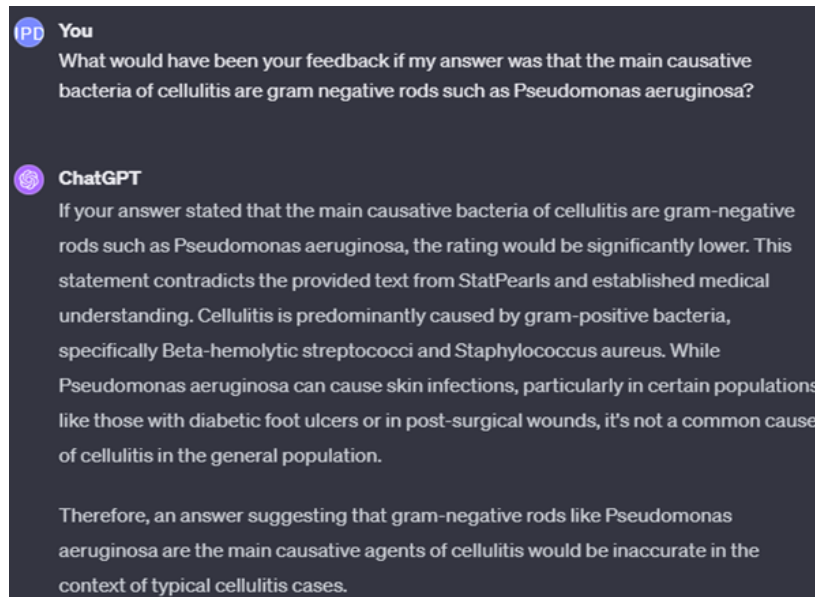 IPD You
What would have been your feedback if my answer was that the main causative
bacteria of cellulitis are gram negative rods such as Pseudomonas aeruginosa?
ChatGPT
If your answer stated that the main causative bacteria of cellulitis are gram-negative
rods such as Pseudomonas aeruginosa, the rating would be significantly lower. This
statement contradicts the provided text from StatPearls and established medical
understanding. Cellulitis is predominantly caused by gram-positive bacteria,
specifically Beta-hemolytic streptococci and Staphylococcus aureus. While
Pseudomonas aeruginosa can cause skin infections, particularly in certain populations
like those with diabetic foot ulcers or in post-surgical wounds, it's not a common cause
of cellulitis in the general population.
Therefore, an answer suggesting that gram-negative rods like Pseudomonas
aeruginosa are the main causative agents of cellulitis would be inaccurate in the
context of typical cellulitis cases.